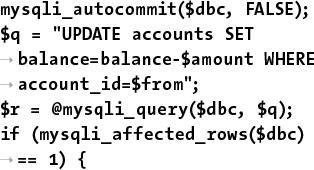 mysqli_autocommit($dbc, FALSE);
$q = "UPDATE accounts SET
→ balance=balance-$amount WHERE
→ account_id=$from";
$r = @mysqli_query($dbc, $q);
if (mysqli_affected_rows($dbc)
→ == 1) {